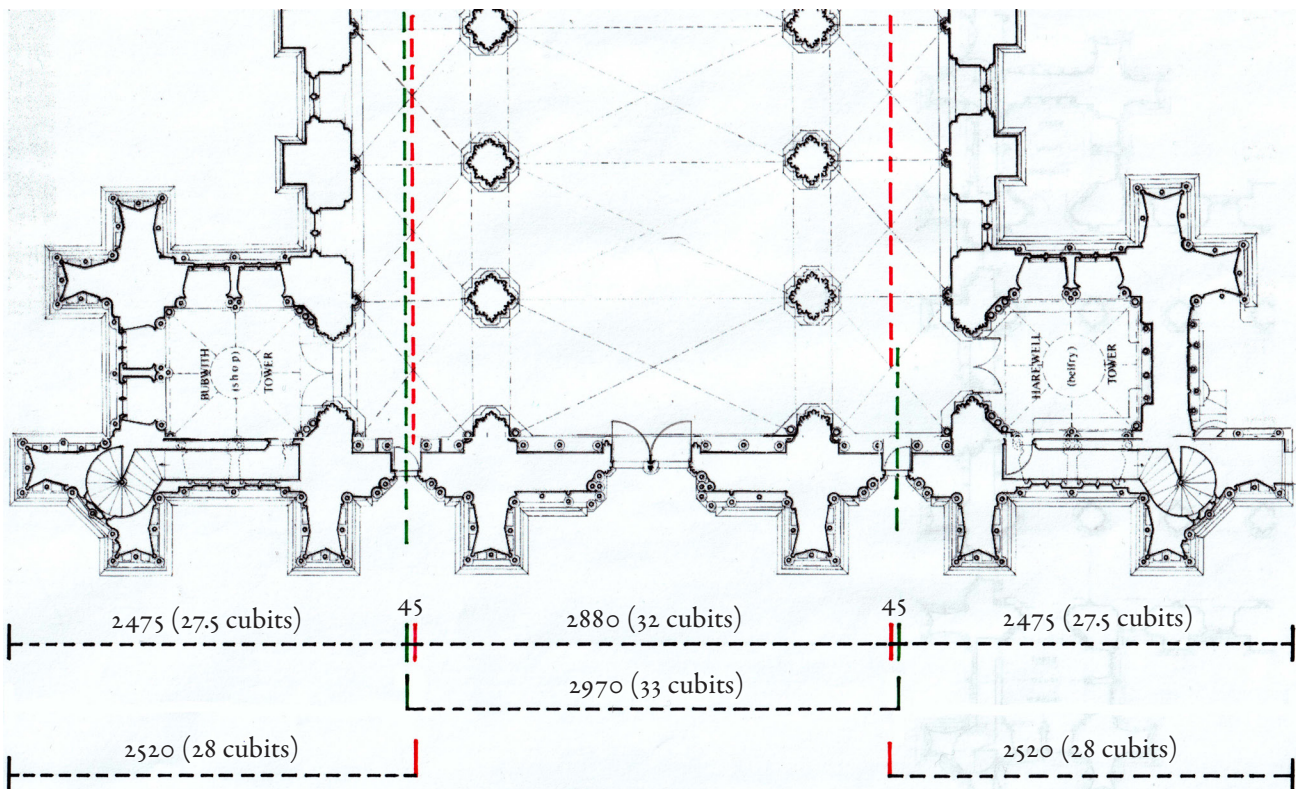 BUBWITH
(shop)
TOWER
HAREWELL
(belfry)
TOWER
2475 (27.5 cubits)
45
2880 (32 cubits)
45
2475 (27.5 cubits)
2970 (33 cubits)
2520 (28 cubits)
2520 (28 cubits)